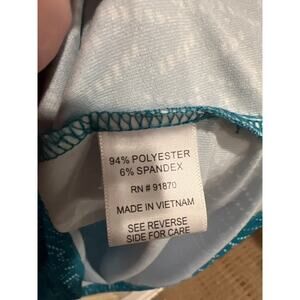 94% POLYESTER
6% SPANDEX
RN # 91870
MADE IN VIETNAM
SEE REVERSE
SIDE FOR CARE